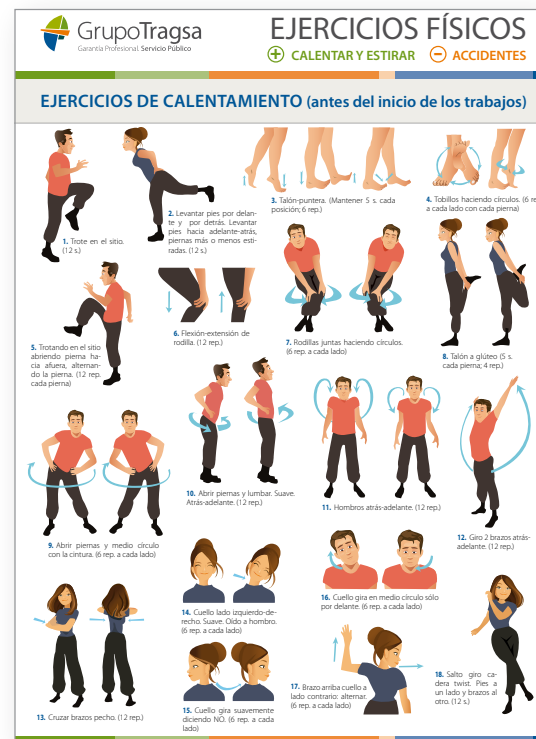 GrupoTragsa
Garantía Profesional. Servicio Público
EJERCICIOS FÍSICOS
CALENTAR Y ESTIRAR
ACCIDENTES
EJERCICIOS DE CALENTAMIENTO (antes del inicio de los trabajos)
1. Trote en el sitio.
(12 s.)
2. Levantar pies por delan-
te y por detrás. Levantar
pies hacia adelante-atrás,
piernas más o menos esti-
radas. (12 s.)
3. Talón-puntera. (Mantener 5 s. cada
posición; 6 rep.)
4. Tobillos haciendo círculos. (6 re
a cada lado con cada pierna)
5. Trotando en el sitio
abriendo pierna ha-
cia afuera, alternan-
do la pierna. (12 rep.
cada pierna)
6. Flexión-extensión de
rodilla. (12 rep.)
7. Rodillas juntas haciendo círculos.
(6 rep. a cada lado)
8. Talón a glúteo (5 s.
cada pierna; 4 rep.)
9. Abrir piernas y medio círculo
con la cintura. (6 rep. a cada lado)
10. Abrir piernas y lumbar. Suave.
Atrás-adelante. (12 rep.)
11. Hombros atrás-adelante. (12 rep.)
12. Giro 2 brazos atrás-
adelante. (12 rep.)
13. Cruzar brazos pecho. (12 rep.)
14. Cuello lado izquierdo-de-
recho. Suave. Oído a hombro.
(6 rep. a cada lado)
15. Cuello gira suavemente
diciendo NO. (6 rep. a cada
lado)
16. Cuello gira en medio círculo sólo
por delante. (6 rep. a cada lado)
17. Brazo arriba cuello a
lado contrario: alternar.
(6 rep. a cada lado)
18. Salto giro ca-
dera twist. Pies a
un lado y brazos al
otro. (12 s.)